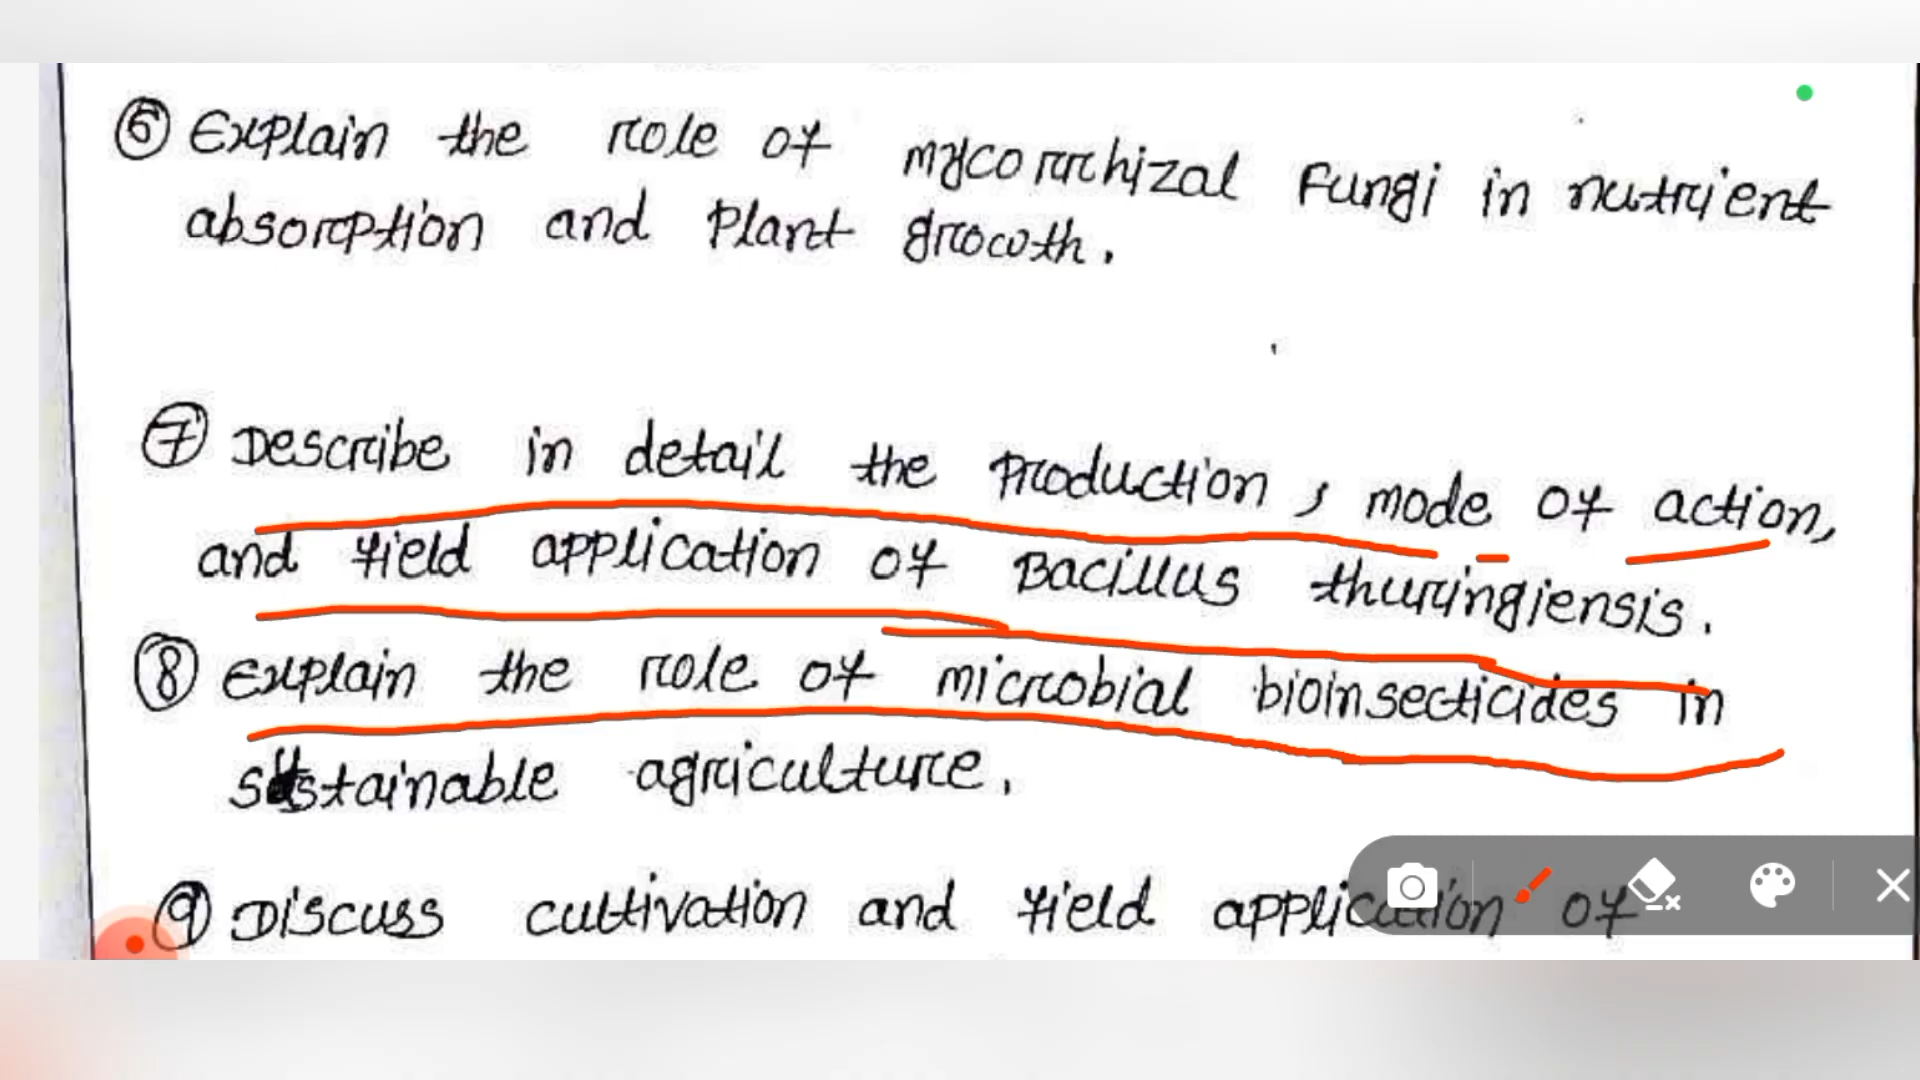 ⑥ Explain the role of mycorrhizal Fungi in nutrient
absorption and Plant growth.
⑦ Describe in detail the Production, mode of action,
and field application of Bacillus thuringiensis.
⑧ Explain the role of microbial bioinsecticides in
sustainable agriculture.
⑨ Discuss cultivation and field application of